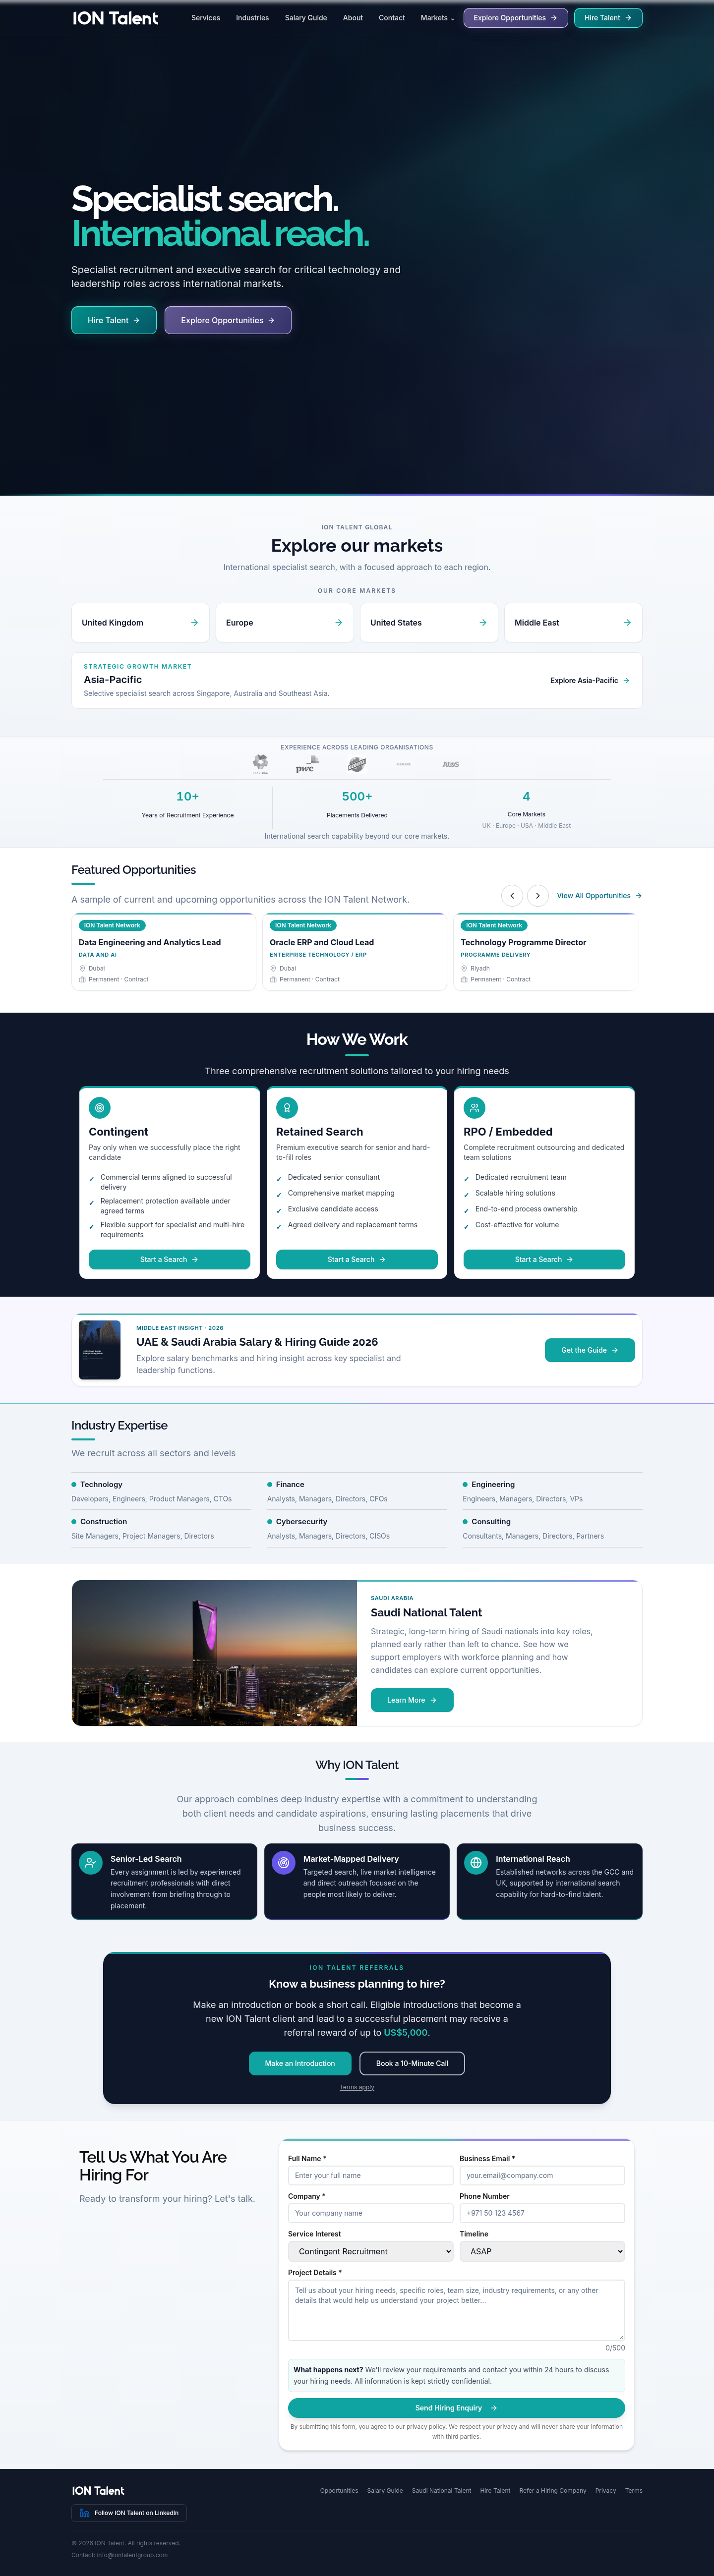 ION Talent
Services
Industries
Salary Guide
About
Contact
Markets
Explore Opportunities
Hire Talent
Specialist search.
International reach.
Specialist recruitment and executive search for critical technology and
leadership roles across international markets.
Hire Talent
Explore Opportunities
ION TALENT GLOBAL
Explore our markets
International specialist search, with a focused approach to each region.
OUR CORE MARKETS
United Kingdom
Europe
United States
Middle East
STRATEGIC GROWTH MARKET
Asia-Pacific
Selective specialist search across Singapore, Australia and Southeast Asia.
Explore Asia-Pacific
EXPERIENCE ACROSS LEADING ORGANISATIONS
pwc
AtoS
10+
Years of Recruitment Experience
500+
Placements Delivered
4
Core Markets
UK · Europe · USA · Middle East
International search capability beyond our core markets.
Featured Opportunities
A sample of current and upcoming opportunities across the ION Talent Network.
View All Opportunities
ION Talent Network
Data Engineering and Analytics Lead
DATA AND AI
Dubai
Permanent · Contract
ION Talent Network
Oracle ERP and Cloud Lead
ENTERPRISE TECHNOLOGY / ERP
Dubai
Permanent · Contract
ION Talent Network
Technology Programme Director
PROGRAMME DELIVERY
Riyadh
Permanent · Contract
How We Work
Three comprehensive recruitment solutions tailored to your hiring needs
Contingent
Pay only when we successfully place the right
candidate
✓ Commercial terms aligned to successful
delivery
✓ Replacement protection available under
agreed terms
✓ Flexible support for specialist and multi-hire
requirements
Start a Search
Retained Search
Premium executive search for senior and hard-
to-fill roles
✓ Dedicated senior consultant
✓ Comprehensive market mapping
✓ Exclusive candidate access
✓ Agreed delivery and replacement terms
Start a Search
RPO / Embedded
Complete recruitment outsourcing and dedicated
team solutions
✓ Dedicated recruitment team
✓ Scalable hiring solutions
✓ End-to-end process ownership
✓ Cost-effective for volume
Start a Search
MIDDLE EAST INSIGHT · 2026
UAE & Saudi Arabia Salary & Hiring Guide 2026
Explore salary benchmarks and hiring insight across key specialist and
leadership functions.
Get the Guide
Industry Expertise
We recruit across all sectors and levels
Technology
Developers, Engineers, Product Managers, CTOs
Finance
Analysts, Managers, Directors, CFOs
Engineering
Engineers, Managers, Directors, VPs
Construction
Site Managers, Project Managers, Directors
Cybersecurity
Analysts, Managers, Directors, CISOs
Consulting
Consultants, Managers, Directors, Partners
SAUDI ARABIA
Saudi National Talent
Strategic, long-term hiring of Saudi nationals into key roles,
planned early rather than left to chance. See how we
support employers with workforce planning and how
candidates can explore current opportunities.
Learn More
Why ION Talent
Our approach combines deep industry expertise with a commitment to understanding
both client needs and candidate aspirations, ensuring lasting placements that drive
business success.
Senior-Led Search
Every assignment is led by experienced
recruitment professionals with direct
involvement from briefing through to
placement.
Market-Mapped Delivery
Targeted search, live market intelligence
and direct outreach focused on the
people most likely to deliver.
International Reach
Established networks across the GCC and
UK, supported by international search
capability for hard-to-find talent.
ION TALENT REFERRALS
Know a business planning to hire?
Make an introduction or book a short call. Eligible introductions that become a
new ION Talent client and lead to a successful placement may receive a
referral reward of up to US$5,000.
Make an Introduction
Book a 10-Minute Call
Terms apply
Tell Us What You Are
Hiring For
Ready to transform your hiring? Let's talk.
Full Name *
Enter your full name
Business Email *
your.email@company.com
Company *
Your company name
Phone Number
+971 50 123 4567
Service Interest
Contingent Recruitment
Timeline
ASAP
Project Details *
Tell us about your hiring needs, specific roles, team size, industry requirements, or any other
details that would help us understand your project better...
0/500
What happens next? We'll review your requirements and contact you within 24 hours to discuss
your hiring needs. All information is kept strictly confidential.
Send Hiring Enquiry
By submitting this form, you agree to our privacy policy. We respect your privacy and will never share your information
with third parties.
ION Talent
Opportunities
Salary Guide
Saudi National Talent
Hire Talent
Refer a Hiring Company
Privacy
Terms
Follow ION Talent on LinkedIn
© 2026 ION Talent. All rights reserved.
Contact: info@iontalentgroup.com